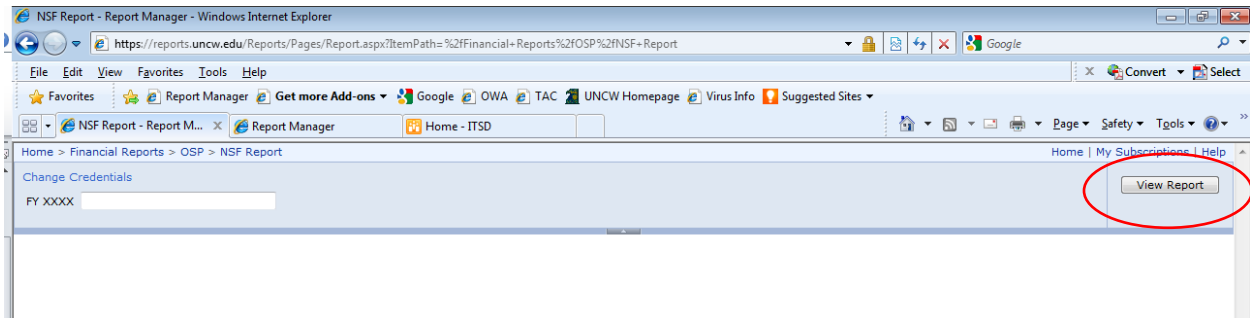 NSF Report - Report Manager - Windows Internet Explorer
https://reports.uncw.edu/Reports/Pages/Report.aspx?ItemPath=%2fFinancial+Reports%2fOSP%2fNSF+Report Google
File Edit View Favorites Tools Help x Convert Select
Favorites Report Manager Get more Add-ons Google OWA TAC UNCW Homepage Virus Info Suggested Sites
NSF Report - Report M... x Report Manager Home - ITSD Page Safety Tools »
Home > Financial Reports > OSP > NSF Report Home | My Subscriptions | Help
Change Credentials
FY XXXX View Report